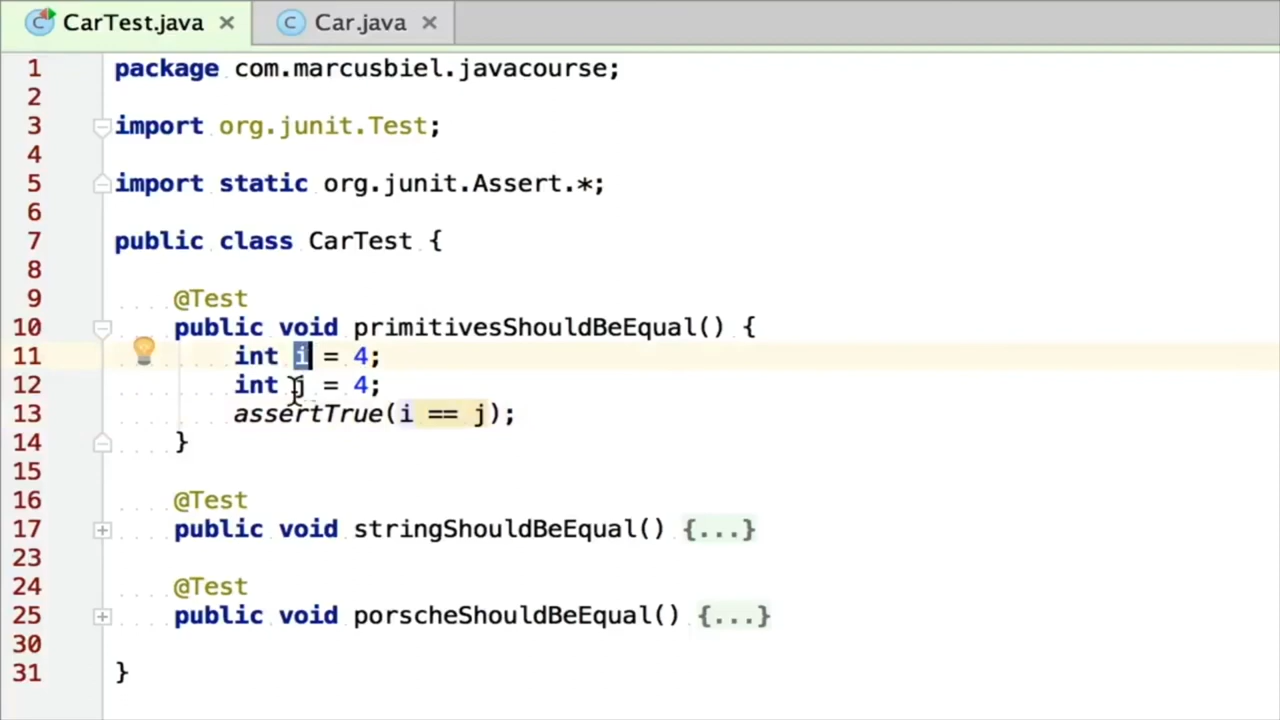 CarTest.java × Car.java ×
1 package com.marcusbiel.javacourse;
2
3 import org.junit.Test;
4
5 import static org.junit.Assert.*;
6
7 public class CarTest {
8
9 @Test
10 public void primitivesShouldBeEqual() {
11 int i = 4;
12 int j = 4;
13 assertTrue(i == j);
14 }
15
16 @Test
17 public void stringShouldBeEqual() {...}
23
24 @Test
25 public void porscheShouldBeEqual() {...}
30
31 }